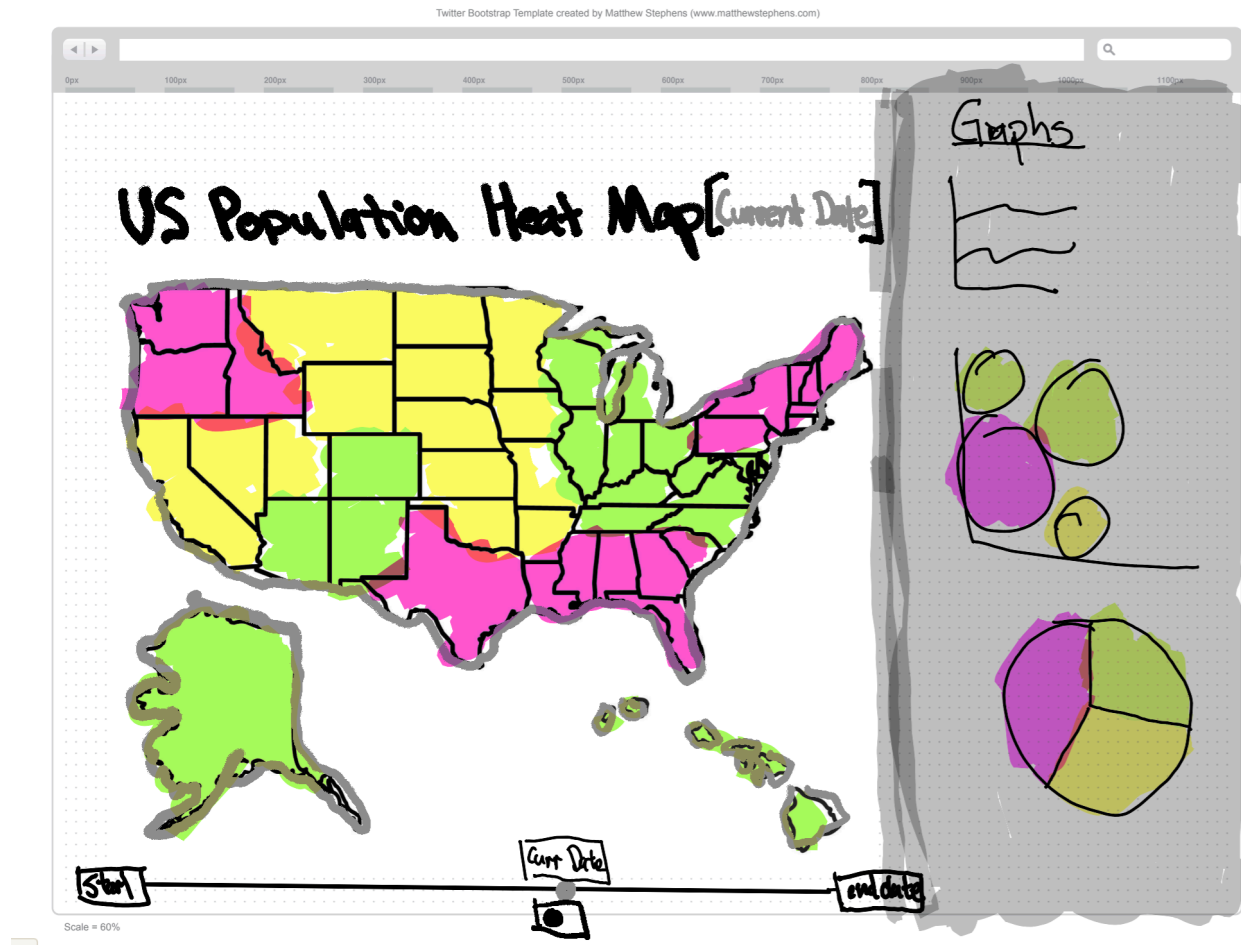 Twitter Bootstrap Template created by Matthew Stephens (www.matthewstephens.com)
0px 100px 200px 300px 400px 500px 600px 700px 800px 900px 1000px 1100px
Graphs
US Population Heat Map [Current Date]
Curr Date
Start
end date
Scale = 60%